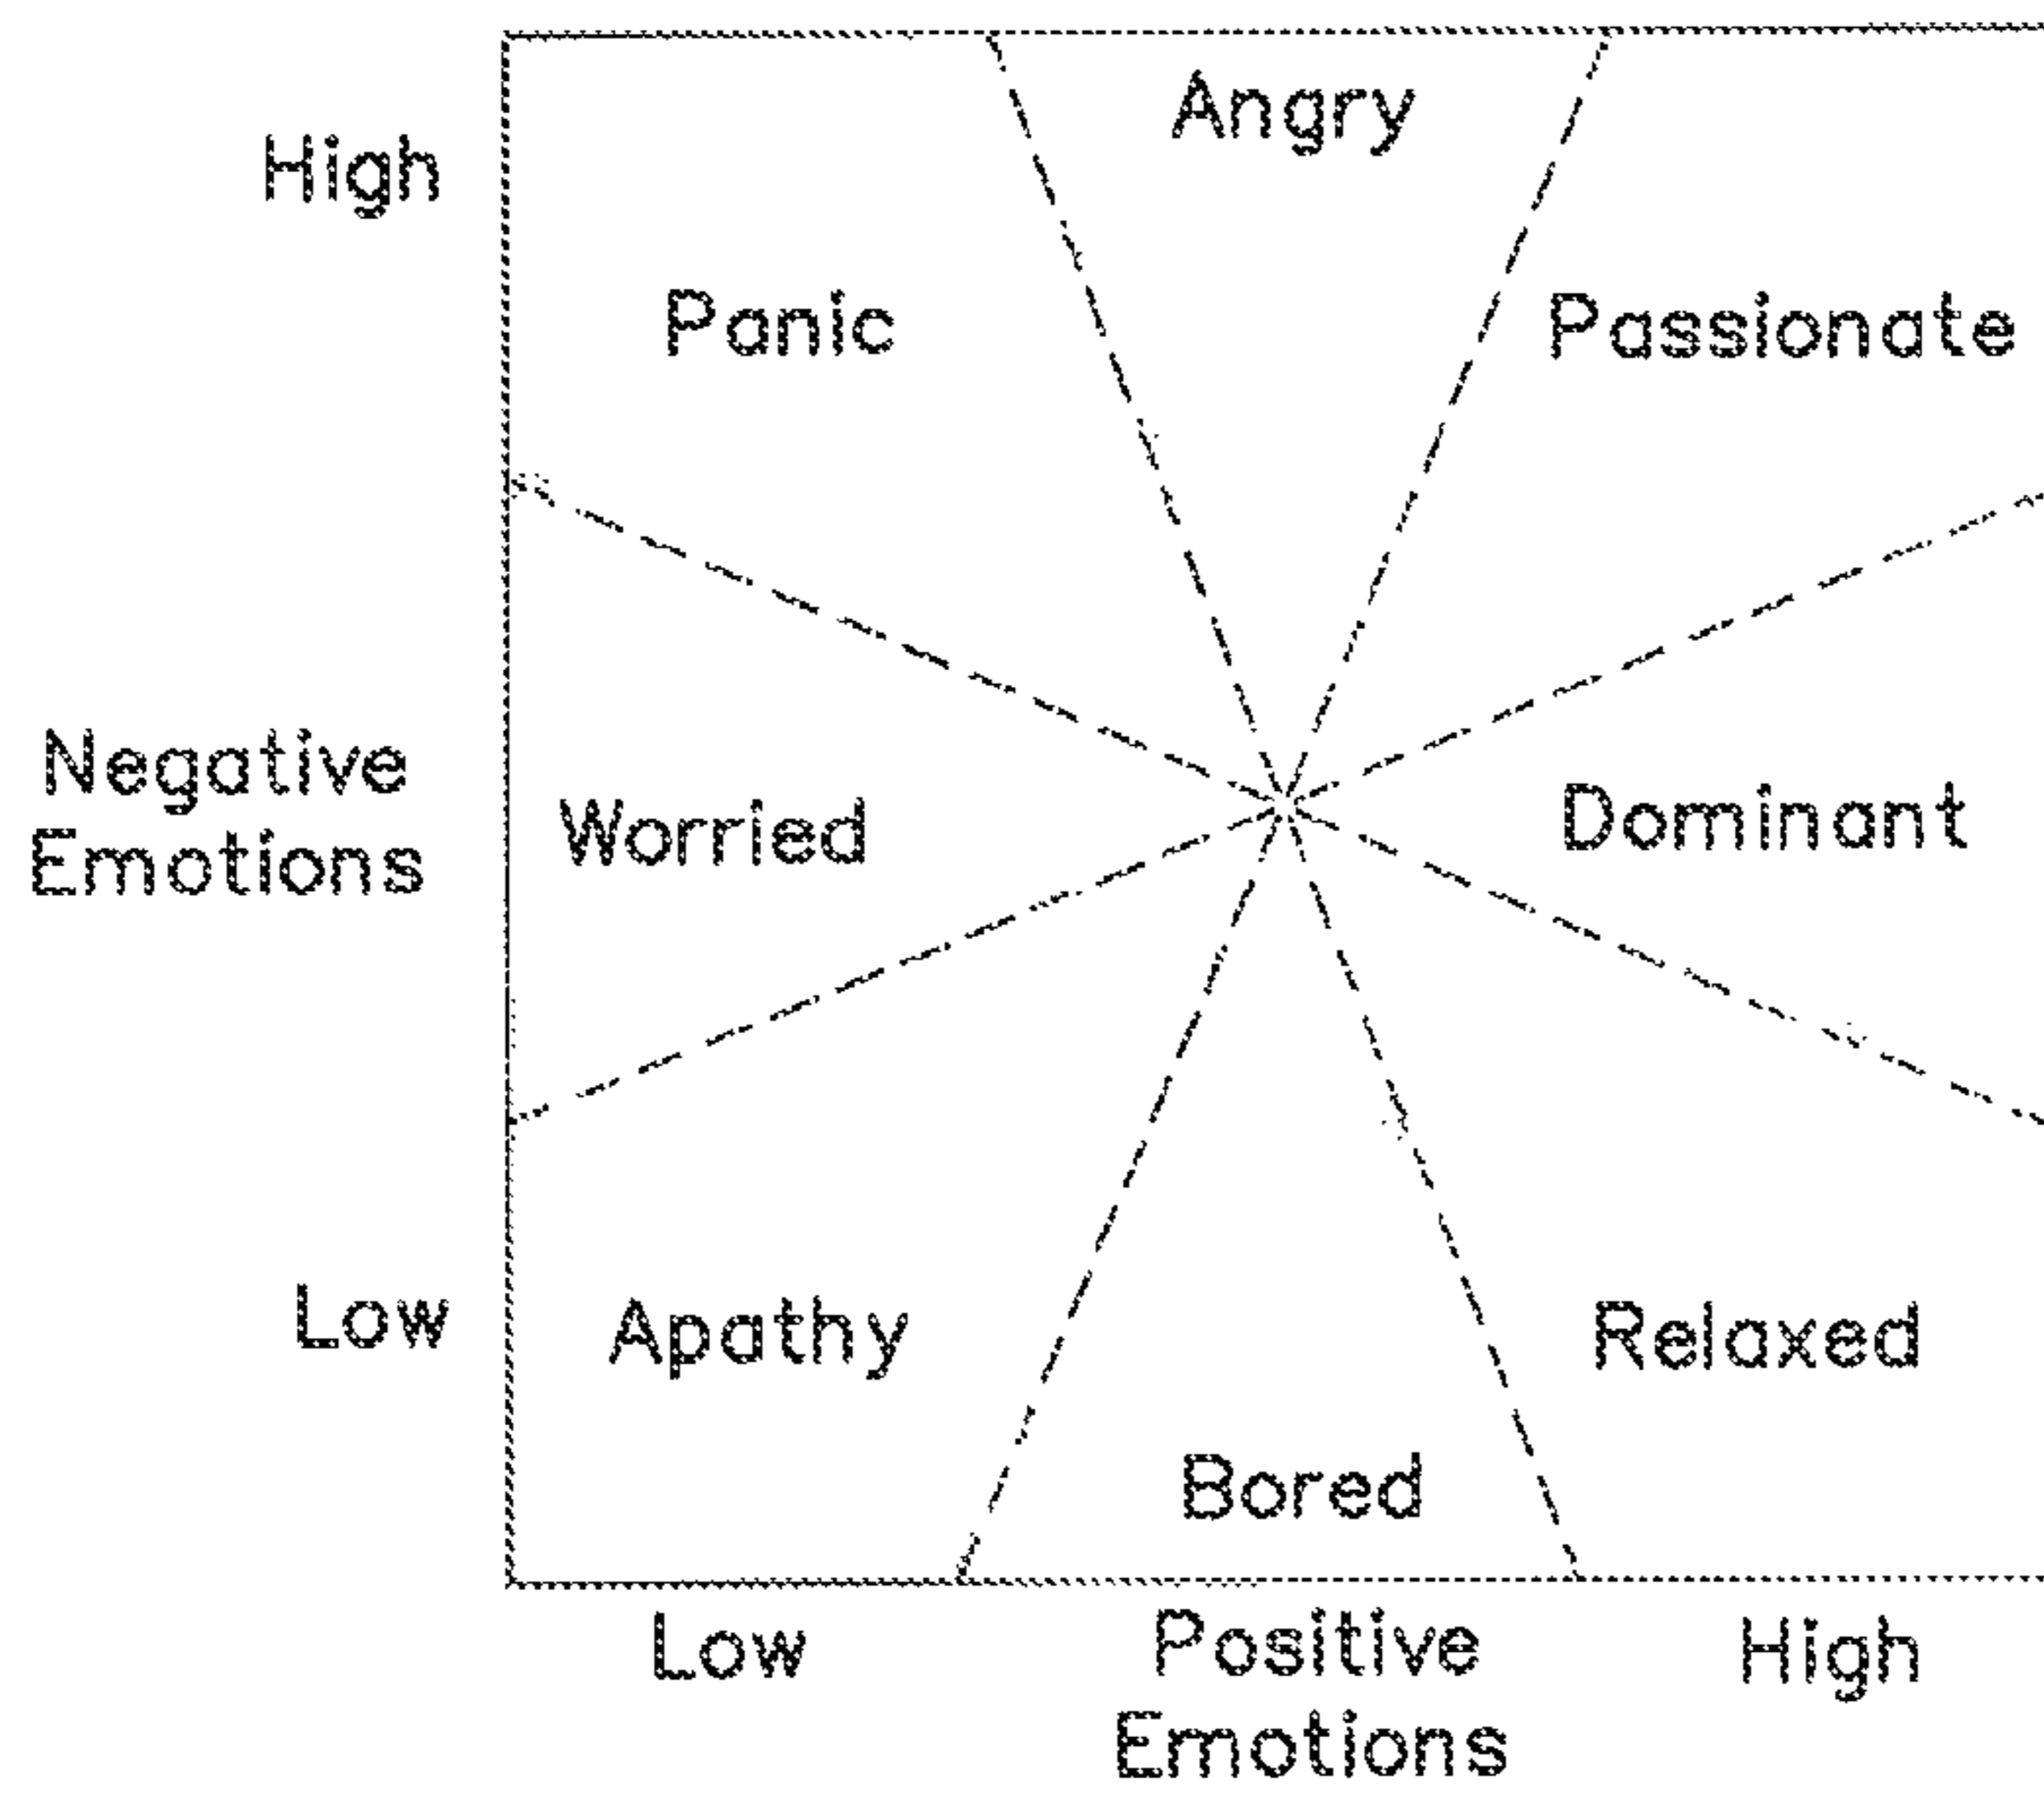 Angry
High
Panic
Passionate
Negative
Emotions
Worried
Dominant
Low
Apathy
Relaxed
Bored
Low
Positive
Emotions
High